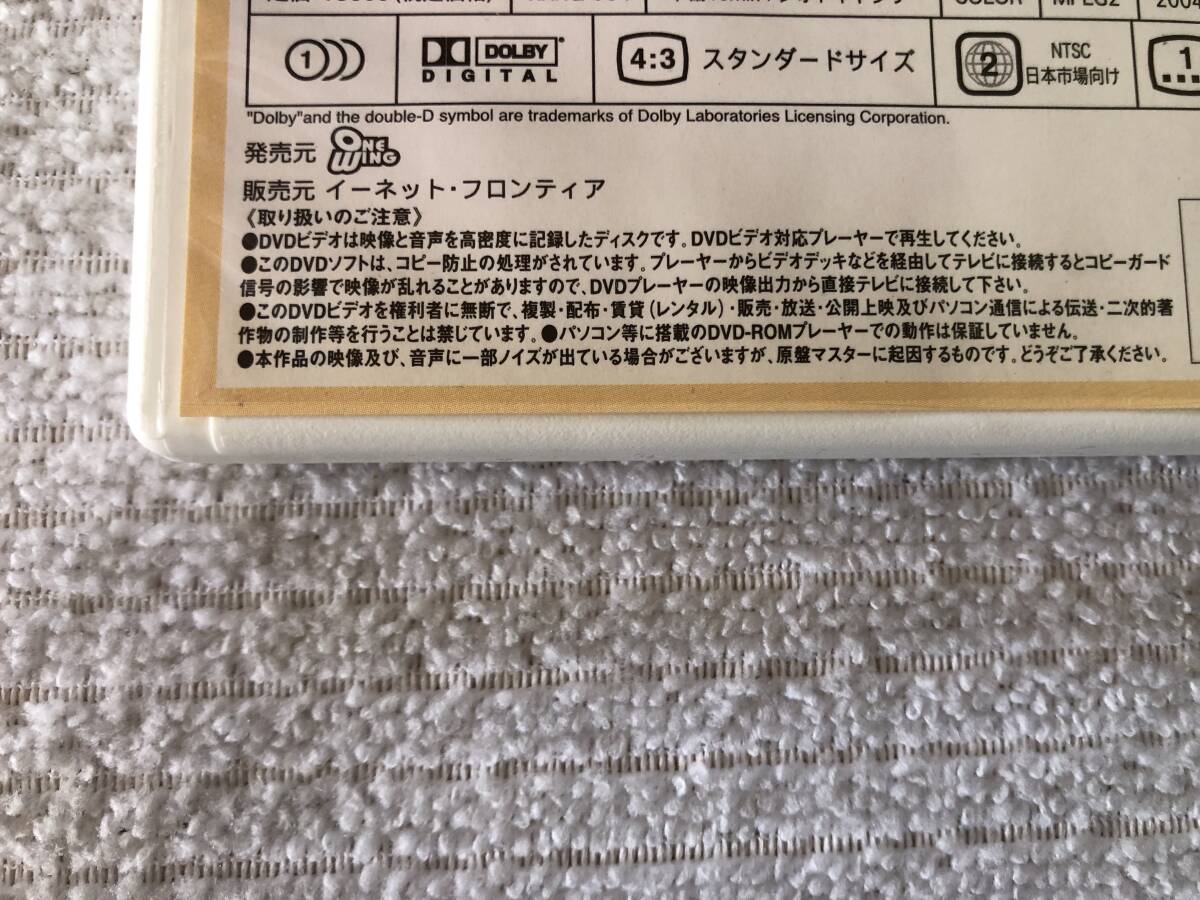 COLOR
MPEG2
2004
1
DOLBY
DIGITAL
4:3 スタンダードサイズ
2 NTSC
日本市場向け
1
"Dolby"and the double-D symbol are trademarks of Dolby Laboratories Licensing Corporation.
発売元 ONE WING
販売元 イーネット・フロンティア
《取り扱いのご注意》
●DVDビデオは映像と音声を高密度に記録したディスクです。DVDビデオ対応プレーヤーで再生してください。
●このDVDソフトは、コピー防止の処理がされています。プレーヤーからビデオデッキなどを経由してテレビに接続するとコピーガード
信号の影響で映像が乱れることがありますので、DVDプレーヤーの映像出力から直接テレビに接続して下さい。
●このDVDビデオを権利者に無断で、複製・配布・賃貸(レンタル)・販売・放送・公開上映及びパソコン通信による伝送・二次的著
作物の制作等を行うことは禁じています。●パソコン等に搭載のDVD-ROMプレーヤーでの動作は保証していません。
●本作品の映像及び、音声に一部ノイズが出ている場合がございますが、原盤マスターに起因するものです。どうぞご了承ください。